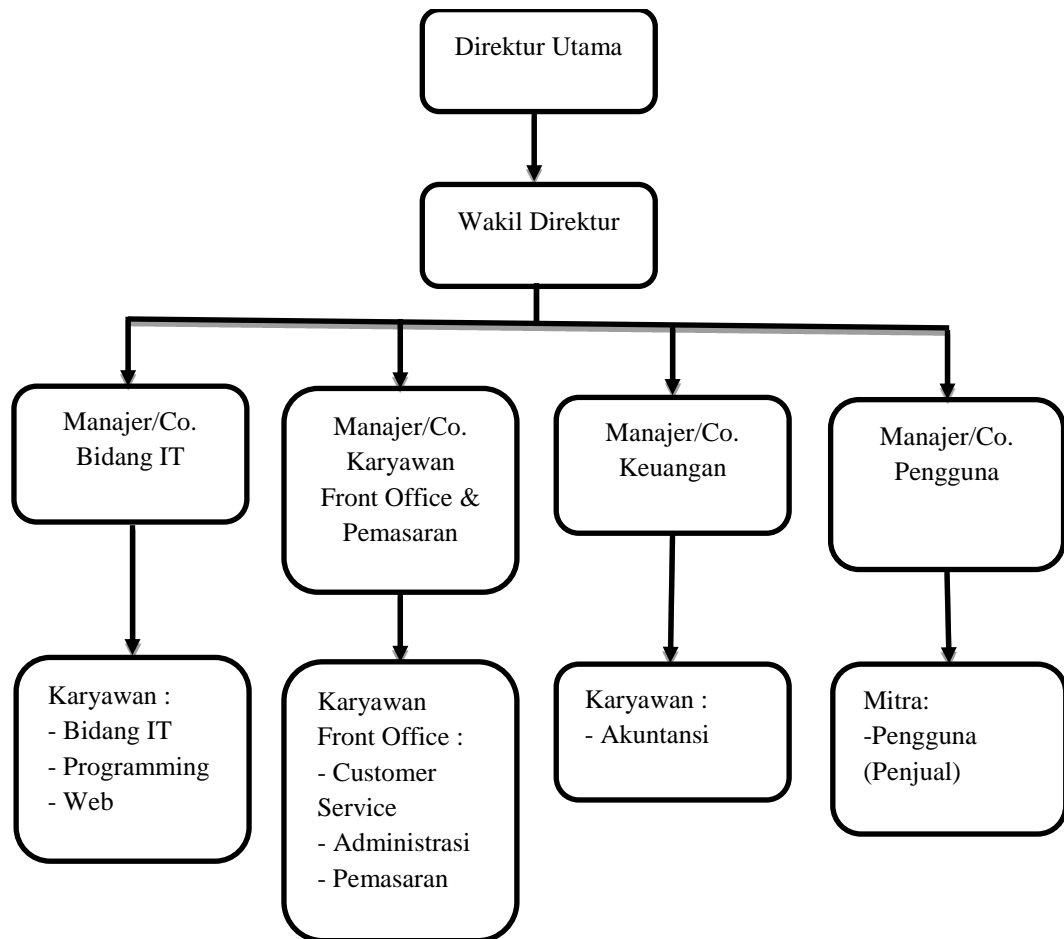 Direktur Utama
Wakil Direktur
Manajer/Co.
Bidang IT
Manajer/Co.
Karyawan
Front Office &
Pemasaran
Manajer/Co.
Keuangan
Manajer/Co.
Pengguna
Karyawan :
- Bidang IT
- Programming
- Web
Karyawan
Front Office :
- Customer
Service
- Administrasi
- Pemasaran
Karyawan :
- Akuntansi
Mitra:
-Pengguna
(Penjual)